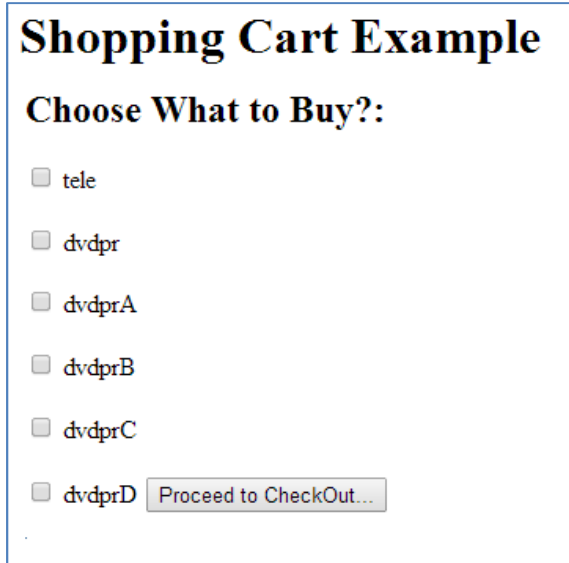 Shopping Cart Example
Choose What to Buy?:
tele
dvdpr
dvdprA
dvdprB
dvdprC
dvdprD Proceed to CheckOut...
.